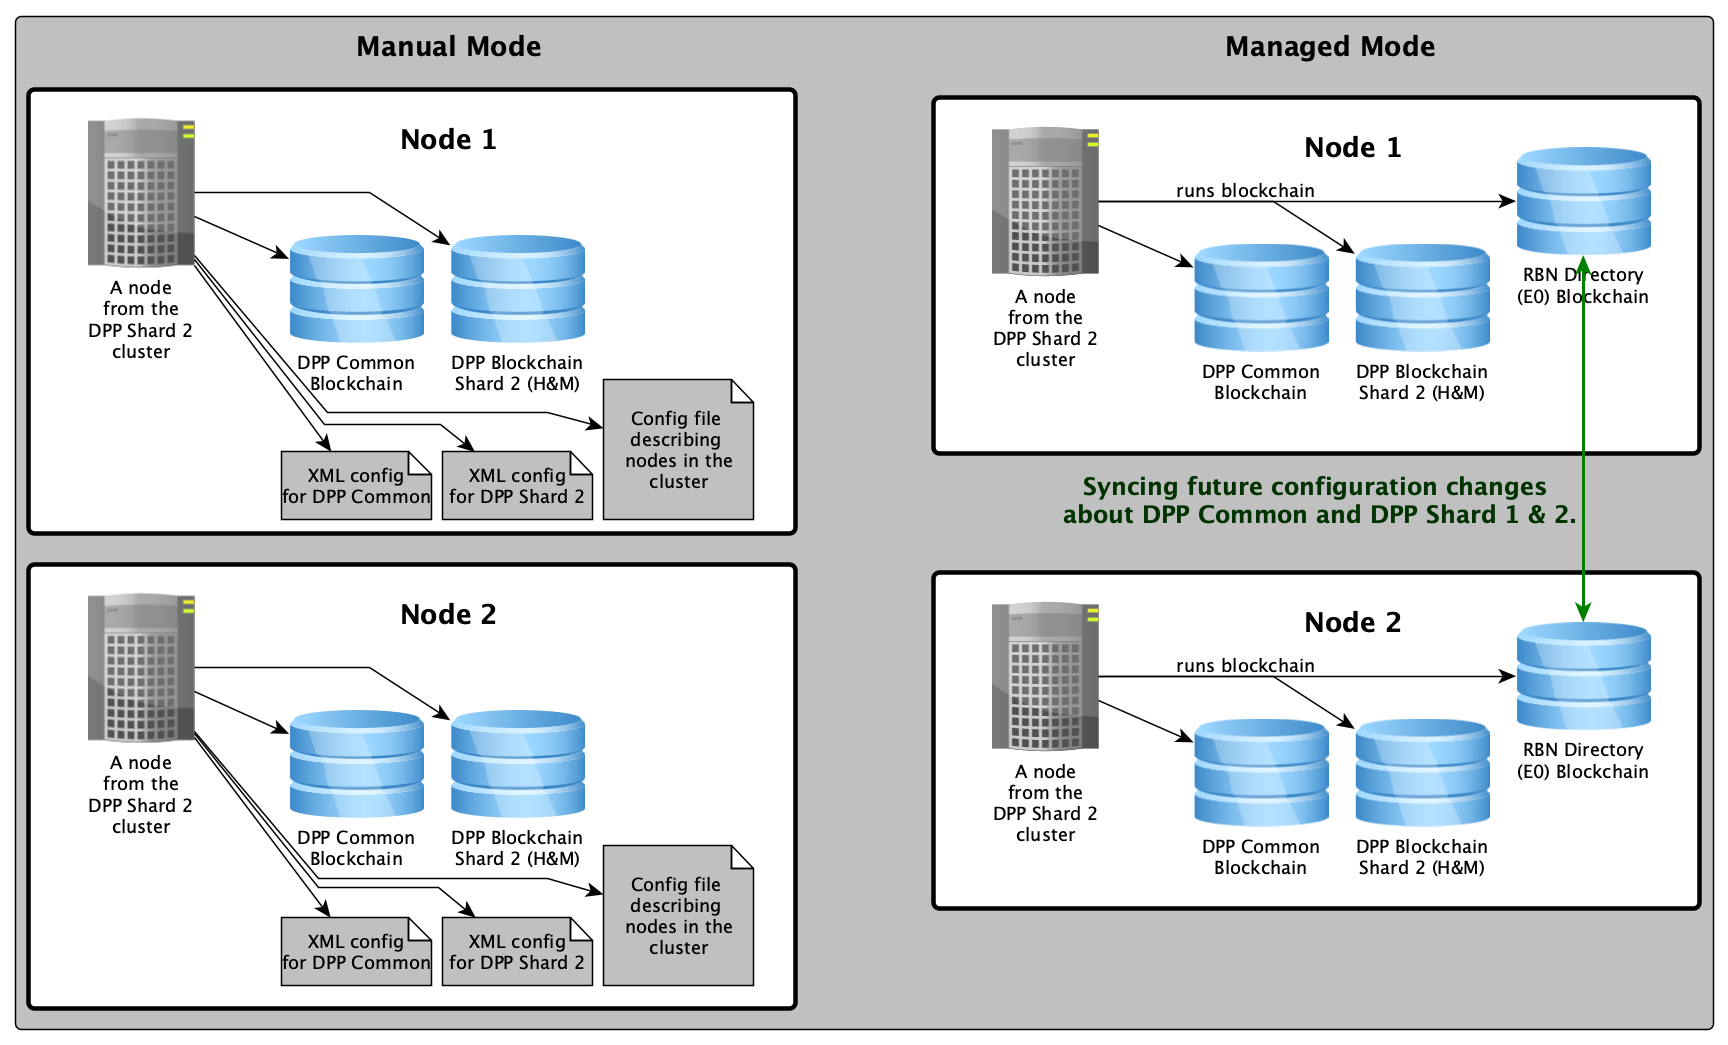 Manual Mode
Node 1
A node
from the
DPP Shard 2
cluster
DPP Common
Blockchain
DPP Blockchain
Shard 2 (H&M)
XML config
for DPP Common
XML config
for DPP Shard 2
Config file
describing
nodes in the
cluster
Node 2
A node
from the
DPP Shard 2
cluster
DPP Common
Blockchain
DPP Blockchain
Shard 2 (H&M)
XML config
for DPP Common
XML config
for DPP Shard 2
Config file
describing
nodes in the
cluster
Managed Mode
Node 1
runs blockchain
A node
from the
DPP Shard 2
cluster
DPP Common
Blockchain
DPP Blockchain
Shard 2 (H&M)
RBN Directory
(E0) Blockchain
Syncing future configuration changes
about DPP Common and DPP Shard 1 & 2.
Node 2
runs blockchain
A node
from the
DPP Shard 2
cluster
DPP Common
Blockchain
DPP Blockchain
Shard 2 (H&M)
RBN Directory
(E0) Blockchain